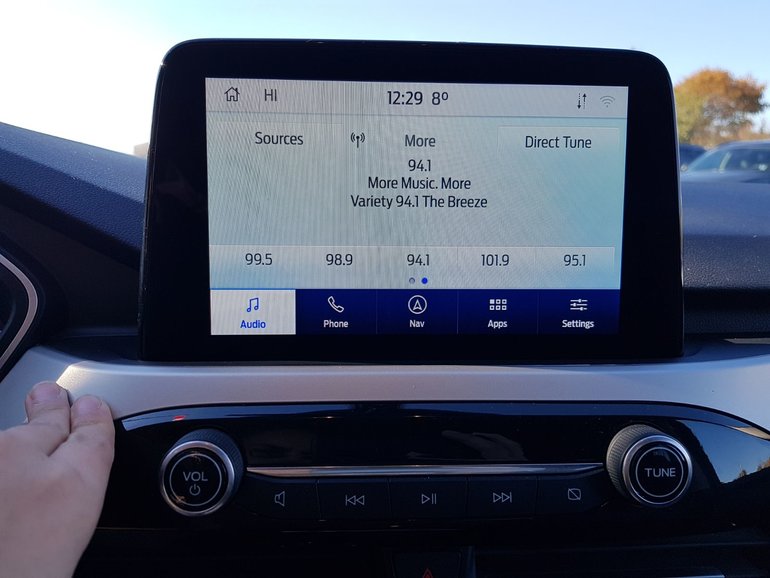 HI 12:29 8°
Sources More Direct Tune
94.1
More Music. More
Variety 94.1 The Breeze
99.5 98.9 94.1 101.9 95.1
Audio Phone Nav Apps Settings
VOL TUNE